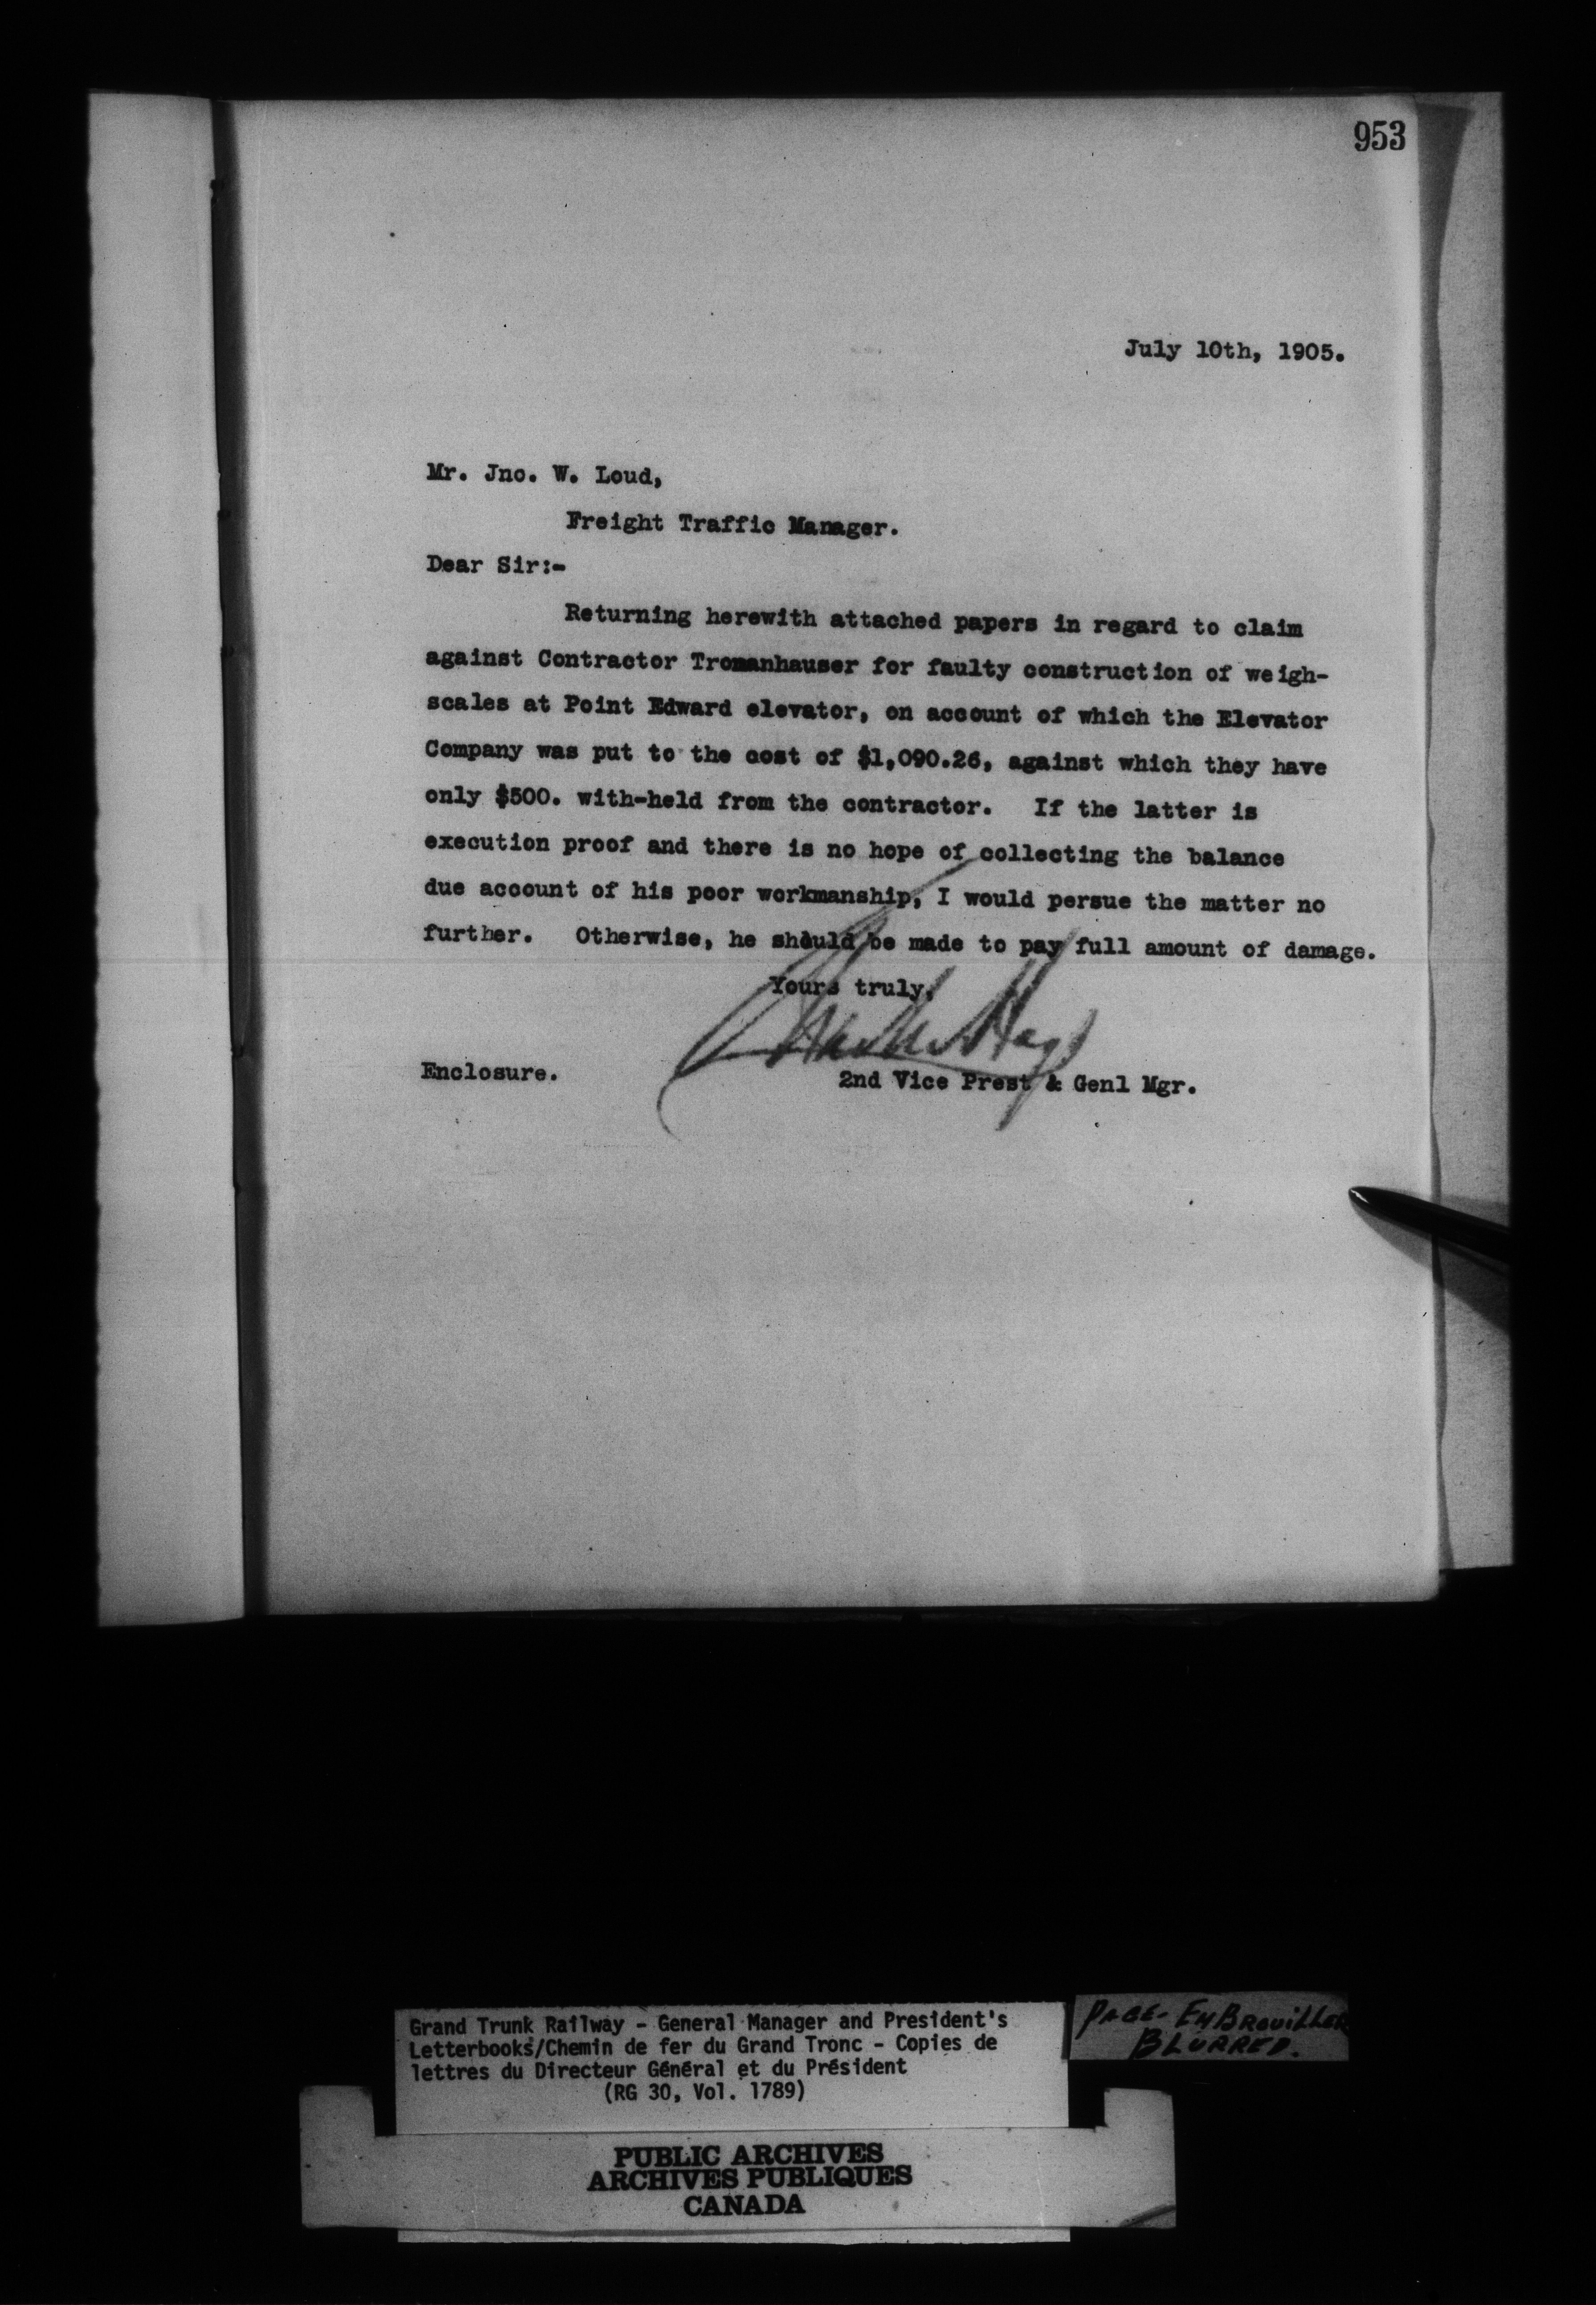 953
July 10th, 1905.
Mr. Jno. W. Loud,
Freight Traffic Manager.
Dear Sir:-
Returning herewith attached papers in regard to claim
against Contractor Tromanhauser for faulty construction of weigh-
scales at Point Edward elevator, on account of which the Elevator
Company was put to the cost of $1,090.26, against which they have
only $500. with-held from the contractor. If the latter is
execution proof and there is no hope of collecting the balance
due account of his poor workmanship, I would persue the matter no
further. Otherwise, he should be made to pay full amount of damage.
Yours truly,
Chas M Hays
Enclosure. 2nd Vice Prest & Genl Mgr.
Grand Trunk Railway - General Manager and President's
Letterbooks/Chemin de fer du Grand Tronc - Copies de
lettres du Directeur Général et du Président
(RG 30, Vol. 1789)
PAGE- EMBROUILLER
BLURRED.
PUBLIC ARCHIVES
ARCHIVES PUBLIQUES
CANADA